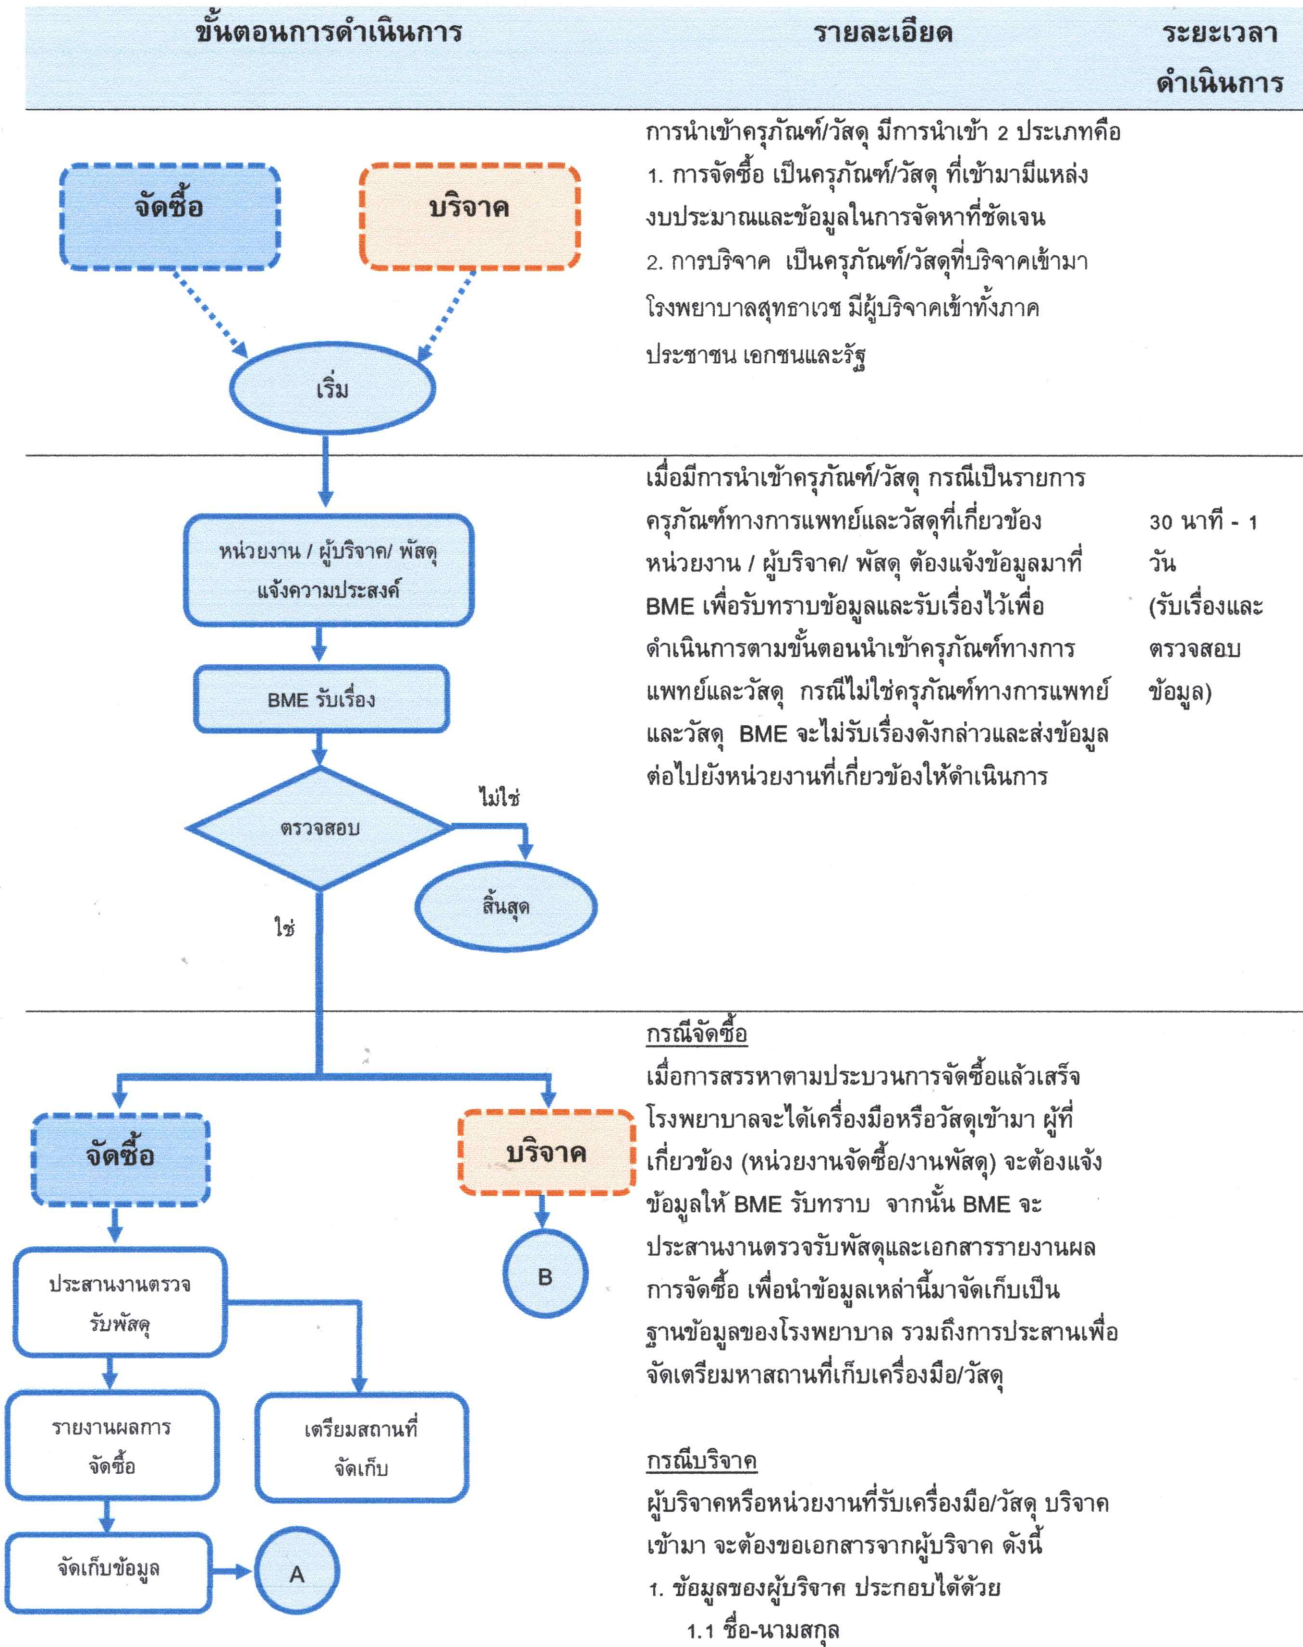 ขั้นตอนการดำเนินการ
รายละเอียด
ระยะเวลา
ดำเนินการ
จัดซื้อ
บริจาค
เริ่ม
การนำเข้าครุภัณฑ์/วัสดุ มีการนำเข้า 2 ประเภทคือ
1. การจัดซื้อ เป็นครุภัณฑ์/วัสดุ ที่เข้ามามีแหล่ง
งบประมาณและข้อมูลในการจัดหาที่ชัดเจน
2. การบริจาค เป็นครุภัณฑ์/วัสดุที่บริจาคเข้ามา
โรงพยาบาลสุทธาเวช มีผู้บริจาคเข้าทั้งภาค
ประชาชน เอกชนและรัฐ
หน่วยงาน / ผู้บริจาค/ พัสดุ
แจ้งความประสงค์
BME รับเรื่อง
ตรวจสอบ
ไม่ใช่
สิ้นสุด
ใช่
เมื่อมีการนำเข้าครุภัณฑ์/วัสดุ กรณีเป็นรายการ
ครุภัณฑ์ทางการแพทย์และวัสดุที่เกี่ยวข้อง
หน่วยงาน / ผู้บริจาค/ พัสดุ ต้องแจ้งข้อมูลมาที่
BME เพื่อรับทราบข้อมูลและรับเรื่องไว้เพื่อ
ดำเนินการตามขั้นตอนนำเข้าครุภัณฑ์ทางการ
แพทย์และวัสดุ กรณีไม่ใช่ครุภัณฑ์ทางการแพทย์
และวัสดุ BME จะไม่รับเรื่องดังกล่าวและส่งข้อมูล
ต่อไปยังหน่วยงานที่เกี่ยวข้องให้ดำเนินการ
30 นาที - 1
วัน
(รับเรื่องและ
ตรวจสอบ
ข้อมูล)
จัดซื้อ
บริจาค
ประสานงานตรวจ
รับพัสดุ
B
รายงานผลการ
จัดซื้อ
เตรียมสถานที่
จัดเก็บ
จัดเก็บข้อมูล
A
กรณีจัดซื้อ
เมื่อการสรรหาตามประบวนการจัดซื้อแล้วเสร็จ
โรงพยาบาลจะได้เครื่องมือหรือวัสดุเข้ามา ผู้ที่
เกี่ยวข้อง (หน่วยงานจัดซื้อ/งานพัสดุ) จะต้องแจ้ง
ข้อมูลให้ BME รับทราบ จากนั้น BME จะ
ประสานงานตรวจรับพัสดุและเอกสารรายงานผล
การจัดซื้อ เพื่อนำข้อมูลเหล่านี้มาจัดเก็บเป็น
ฐานข้อมูลของโรงพยาบาล รวมถึงการประสานเพื่อ
จัดเตรียมหาสถานที่เก็บเครื่องมือ/วัสดุ
กรณีบริจาค
ผู้บริจาคหรือหน่วยงานที่รับเครื่องมือ/วัสดุ บริจาค
เข้ามา จะต้องขอเอกสารจากผู้บริจาค ดังนี้
1. ข้อมูลของผู้บริจาค ประกอบได้ด้วย
1.1 ชื่อ-นามสกุล